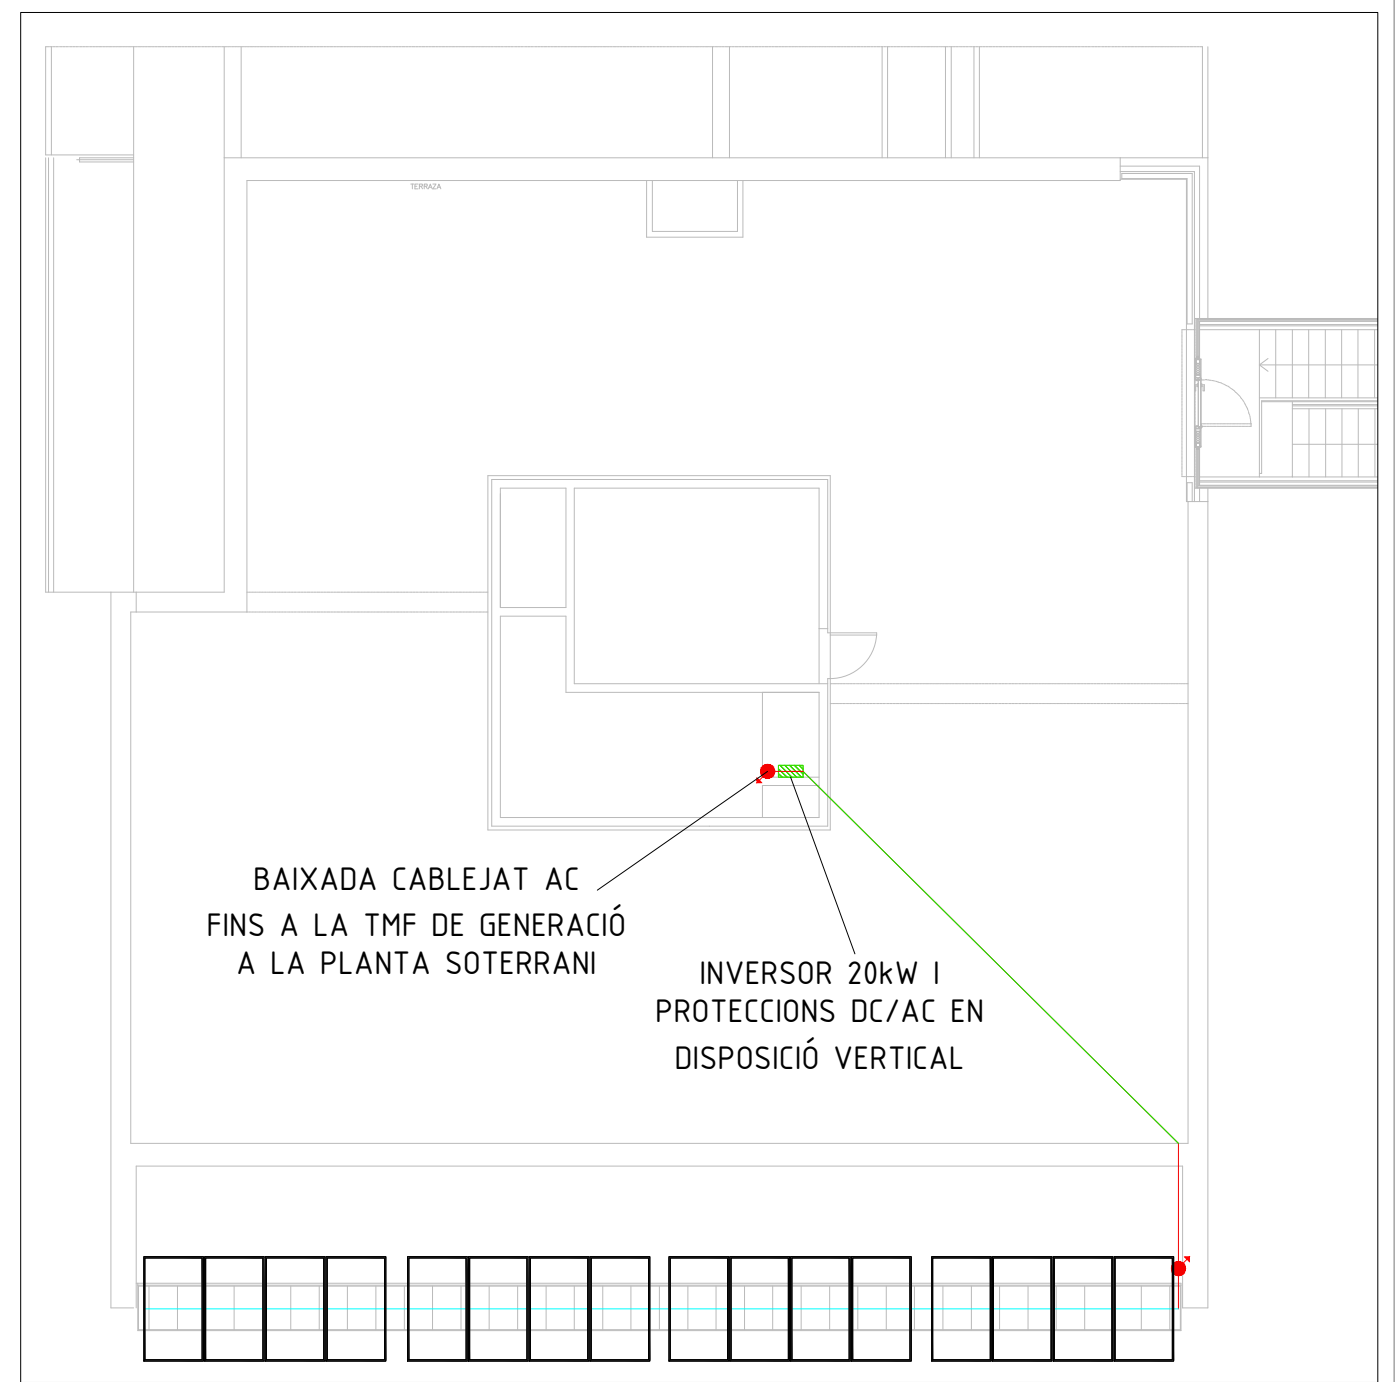 TERRAZA
BAIXADA CABLEJAT AC
FINS A LA TMF DE GENERACIÓ
A LA PLANTA SOTERRANI
INVERSOR 20kW I
PROTECCIONS DC/AC EN
DISPOSICIÓ VERTICAL